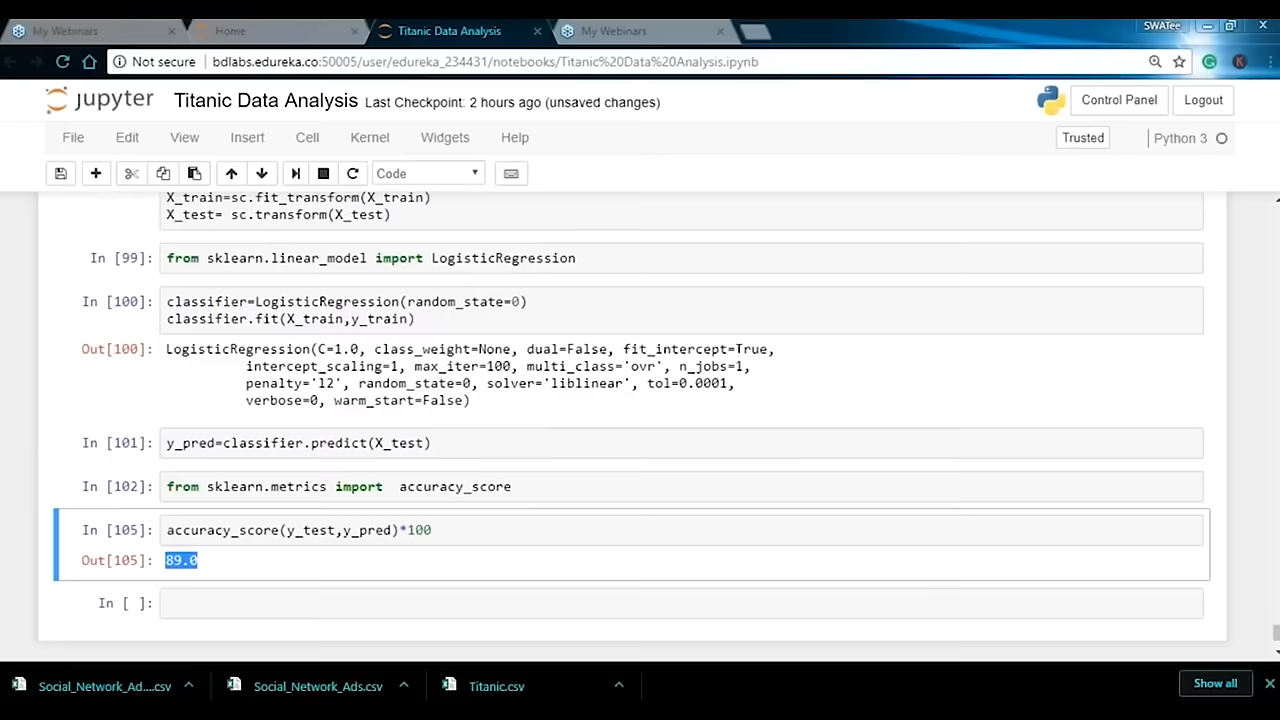 My Webinars
Home
Titanic Data Analysis
My Webinars
SWATee
Not secure | bdlabs.edureka.co:50005/user/edureka_234431/notebooks/Titanic%20Data%20Analysis.ipynb
jupyter Titanic Data Analysis Last Checkpoint: 2 hours ago (unsaved changes)
Control Panel
Logout
File Edit View Insert Cell Kernel Widgets Help
Trusted
Python 3
Code
X_train=sc.fit_transform(X_train)
X_test= sc.transform(X_test)
In [99]: from sklearn.linear_model import LogisticRegression
In [100]: classifier=LogisticRegression(random_state=0)
classifier.fit(X_train,y_train)
Out[100]: LogisticRegression(C=1.0, class_weight=None, dual=False, fit_intercept=True,
intercept_scaling=1, max_iter=100, multi_class='ovr', n_jobs=1,
penalty='l2', random_state=0, solver='liblinear', tol=0.0001,
verbose=0, warm_start=False)
In [101]: y_pred=classifier.predict(X_test)
In [102]: from sklearn.metrics import  accuracy_score
In [105]: accuracy_score(y_test,y_pred)*100
Out[105]: 89.0
In [ ]:
Social_Network_Ad....csv
Social_Network_Ads.csv
Titanic.csv
Show all